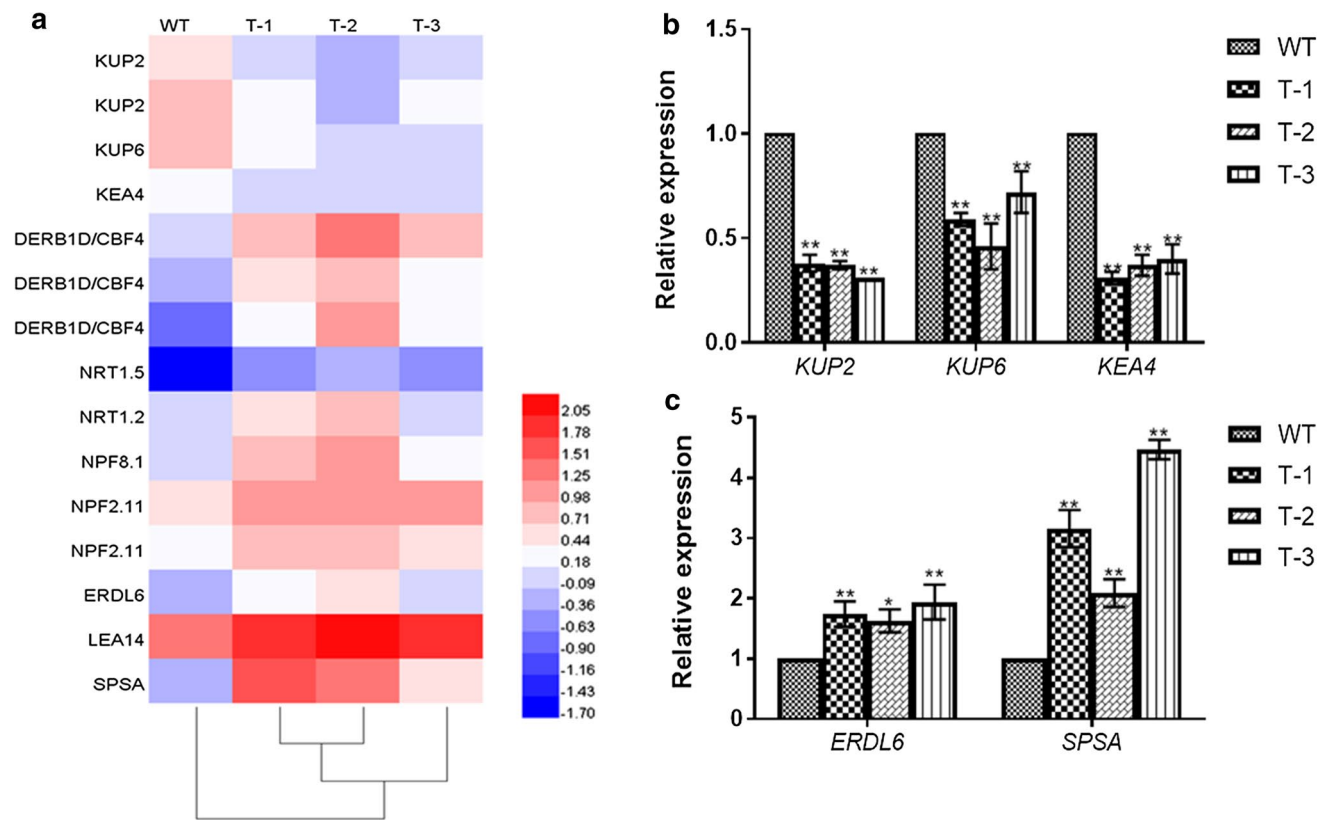 a
WT T-1 T-2 T-3
KUP2
KUP2
KUP6
KEA4
DERB1D/CBF4
DERB1D/CBF4
DERB1D/CBF4
NRT1.5
NRT1.2
NPF8.1
NPF2.11
NPF2.11
ERDL6
LEA14
SPSA
2.05
1.78
1.51
1.25
0.98
0.71
0.44
0.18
-0.09
-0.36
-0.63
-0.90
-1.16
-1.43
-1.70
b
Relative expression
1.5
1.0
0.5
0.0
** ** **
** ** **
** ** **
KUP2 KUP6 KEA4
WT
T-1
T-2
T-3
c
Relative expression
5
4
3
2
1
0
** * **
** ** **
ERDL6 SPSA
WT
T-1
T-2
T-3